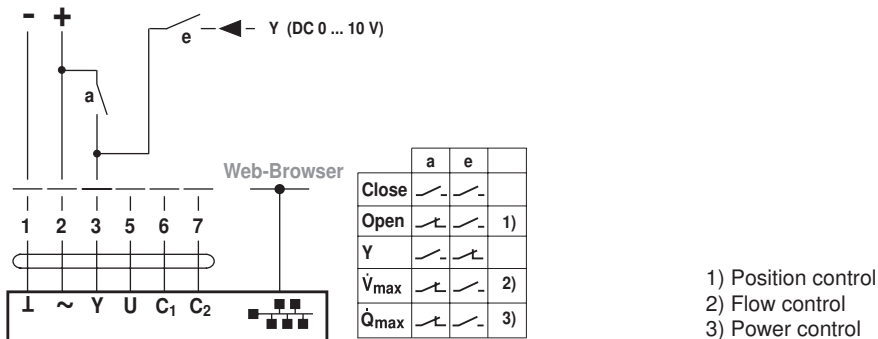 - +
e
Y (DC 0 ... 10 V)
a
Web-Browser
1 2 3 5 6 7
⊥ ~ Y U C1 C2
a e
Close
Open 1)
Y
V̇max 2)
Q̇max 3)
1) Position control
2) Flow control
3) Power control